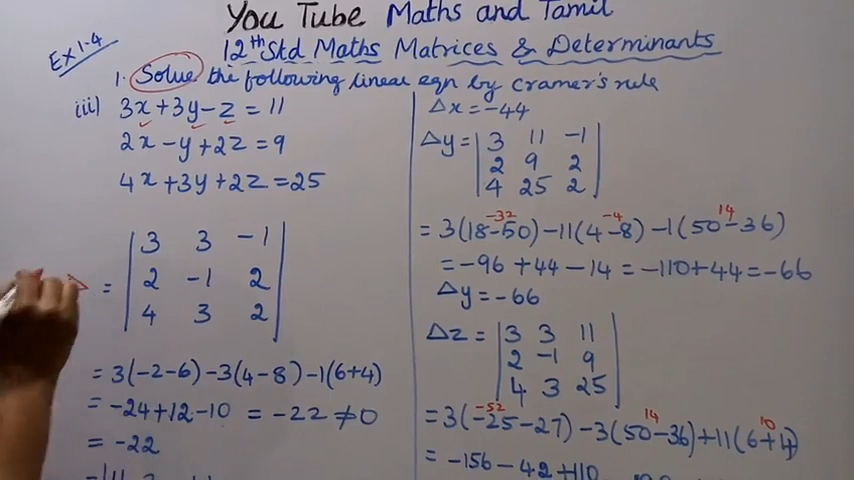 You Tube Maths and Tamil
12th Std Maths Matrices & Determinants
Ex 1.4
1. Solve the following linear eqn by cramer's rule
iii) 3x+3y-z = 11
2x-y+2z=9
4x+3y+2z=25
△ = | 3 3 -1 |
| 2 -1 2 |
| 4 3 2 |
= 3(-2-6)-3(4-8)-1(6+4)
= -24+12-10 = -22 ≠0
= -22
△x = -44
△y = | 3 11 -1 |
| 2 9 2 |
| 4 25 2 |
-32 -4 14
= 3(18-50)-11(4-8)-1(50-36)
= -96+44-14 = -110+44=-66
△y = -66
△z = | 3 3 11 |
| 2 -1 9 |
| 4 3 25 |
-52 14 10
= 3(-25-27)-3(50-36)+11(6+4)
= -156-42+110